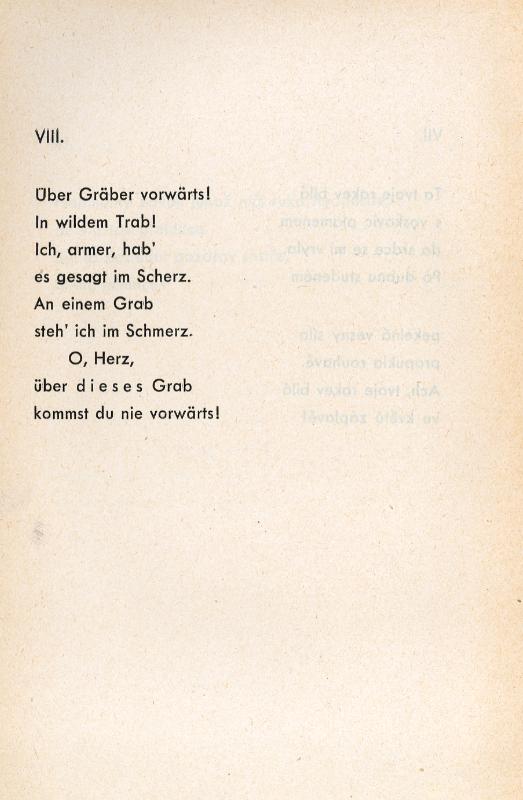 VIII.
Über Gräber vorwärts!
In wildem Trab!
Ich, armer, hab'
es gesagt im Scherz.
An einem Grab
steh' ich im Schmerz.
O, Herz,
über dieses Grab
kommst du nie vorwärts!